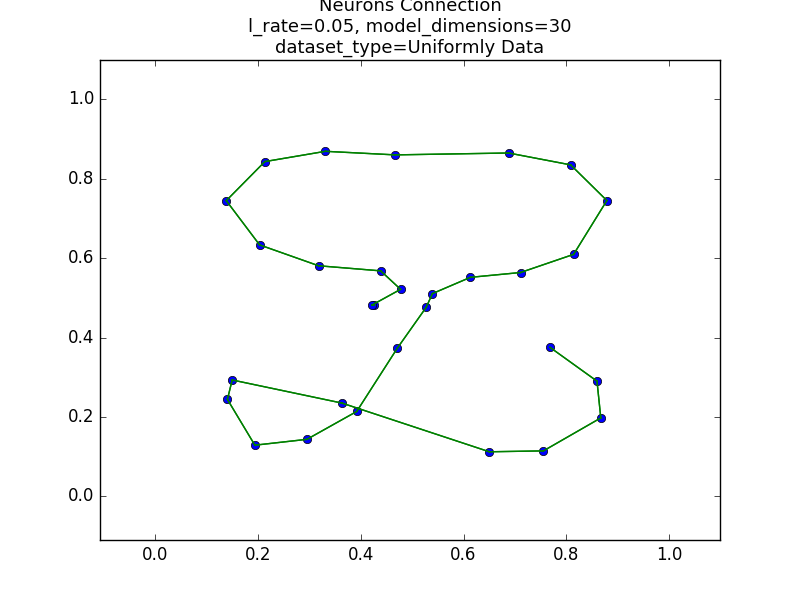 Neurons Connection
l_rate=0.05, model_dimensions=30
dataset_type=Uniformly Data
1.0
0.8
0.6
0.4
0.2
0.0
0.0 0.2 0.4 0.6 0.8 1.0